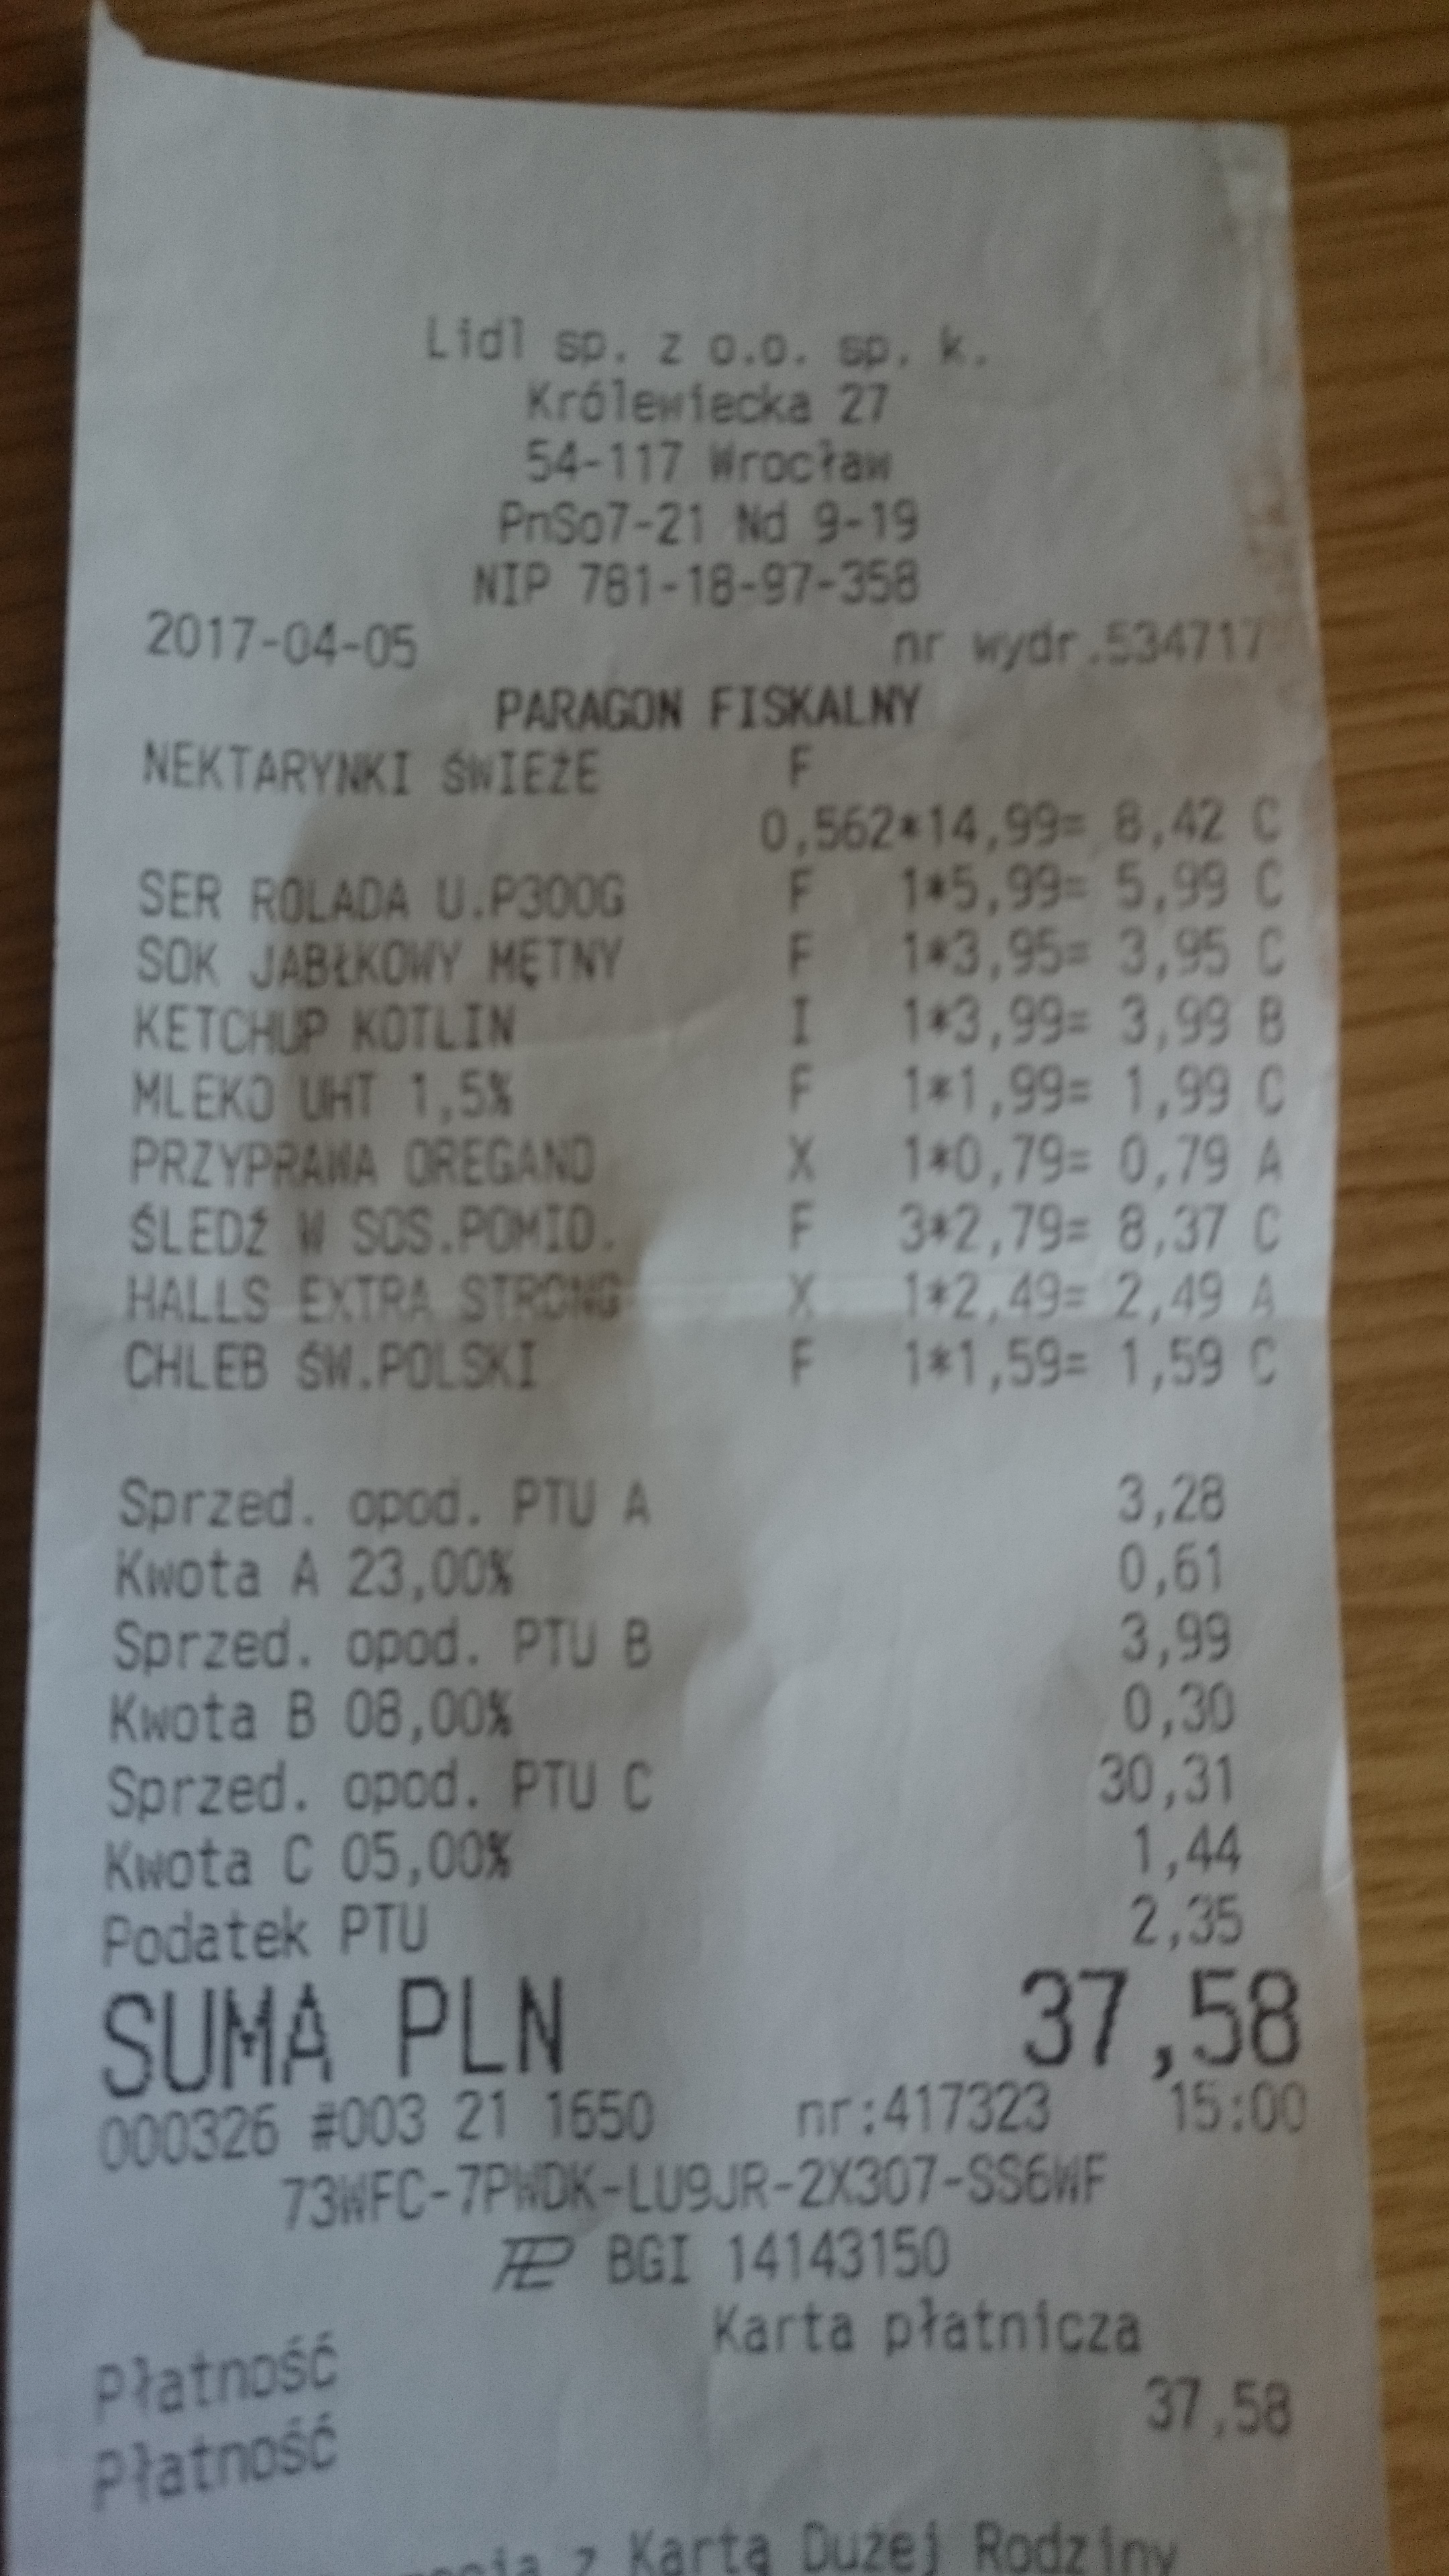 Lidl sp. z o.o. sp. k.
Królewiecka 27
54-117 Wrocław
PnSo7-21 Nd 9-19
NIP 781-18-97-358
2017-04-05 nr wydr.534717
PARAGON FISKALNY
NEKTARYNKI ŚWIEŻE F
0,562*14,99= 8,42 C
SER ROLADA U.P300G F 1*5,99= 5,99 C
SOK JABŁKOWY MĘTNY F 1*3,95= 3,95 C
KETCHUP KOTLIN I 1*3,99= 3,99 B
MLEKO UHT 1,5% F 1*1,99= 1,99 C
PRZYPRAWA OREGANO X 1*0,79= 0,79 A
ŚLEDŹ W SOS.POMID. F 3*2,79= 8,37 C
HALLS EXTRA STRONG X 1*2,49= 2,49 A
CHLEB ŚW.POLSKI F 1*1,59= 1,59 C
Sprzed. opod. PTU A 3,28
Kwota A 23,00% 0,61
Sprzed. opod. PTU B 3,99
Kwota B 08,00% 0,30
Sprzed. opod. PTU C 30,31
Kwota C 05,00% 1,44
Podatek PTU 2,35
SUMA PLN 37,58
000326 #003 21 1650 nr:417323 15:00
73WFC-7PWDK-LU9JR-2X307-SS6WF
BGI 14143150
Płatność Karta płatnicza
Płatność 37,58
z Kartą Dużej Rodziny